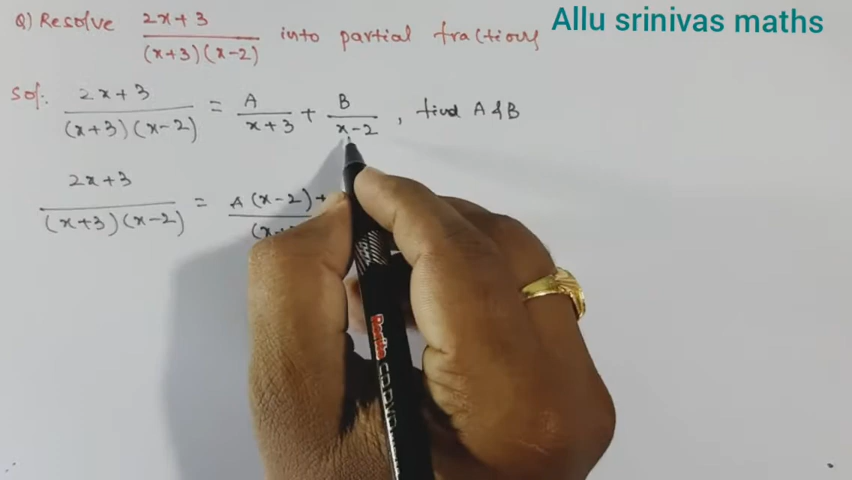 Allu srinivas maths
Q) Resolve 2x+3 / (x+3)(x-2) into partial fractions
Sol: 2x+3 / (x+3)(x-2) = A / x+3 + B / x-2 , find A & B
2x+3 / (x+3)(x-2) = A(x-2)+